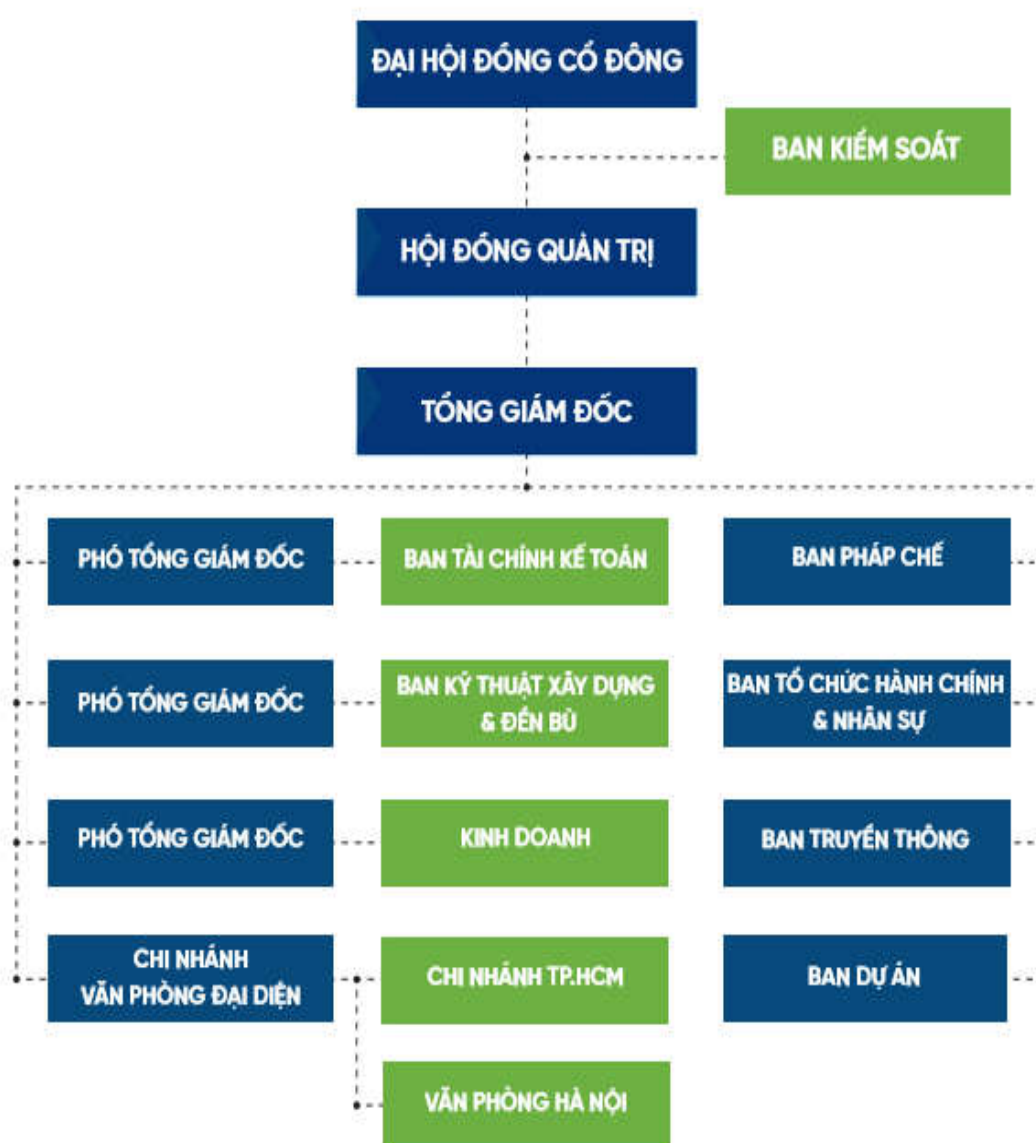 ĐẠI HỘI ĐỒNG CỔ ĐÔNG
BAN KIỂM SOÁT
HỘI ĐỒNG QUẢN TRỊ
TỔNG GIÁM ĐỐC
PHÓ TỔNG GIÁM ĐỐC
BAN TÀI CHÍNH KẾ TOÁN
BAN PHÁP CHẾ
PHÓ TỔNG GIÁM ĐỐC
BAN KỸ THUẬT XÂY DỰNG
& ĐỀN BÙ
BAN TỔ CHỨC HÀNH CHÍNH
& NHÂN SỰ
PHÓ TỔNG GIÁM ĐỐC
KINH DOANH
BAN TRUYỀN THÔNG
CHI NHÁNH
VĂN PHÒNG ĐẠI DIỆN
CHI NHÁNH TP.HCM
BAN DỰ ÁN
VĂN PHÒNG HÀ NỘI